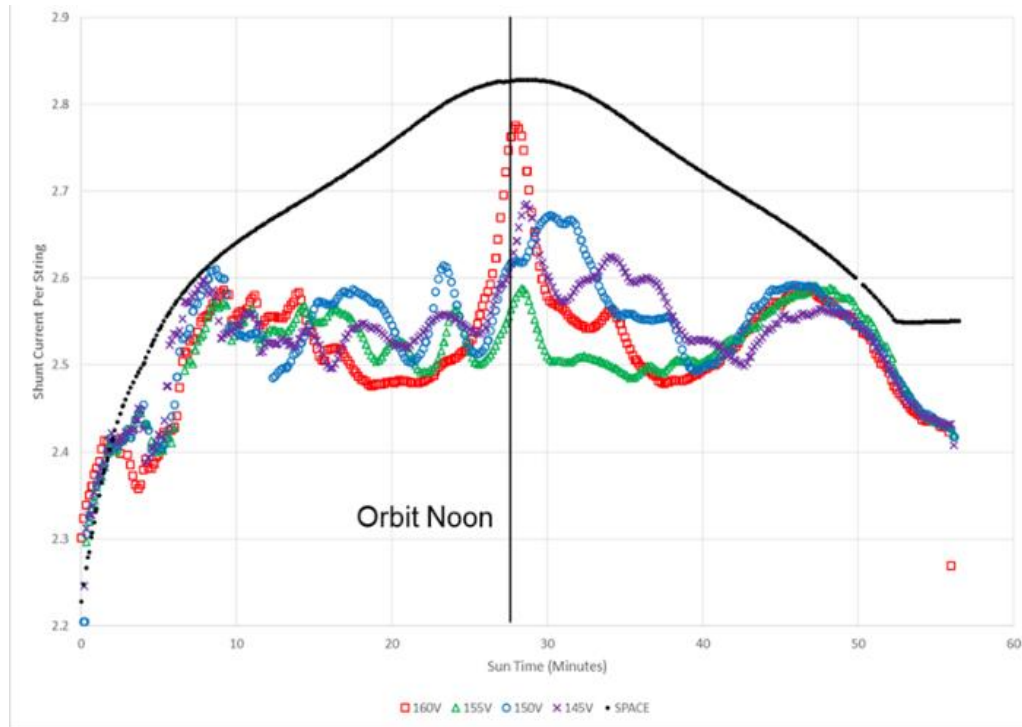 2.9
2.8
2.7
2.6
2.5
2.4
2.3
2.2
Shunt Current Per String
Orbit Noon
0 10 20 30 40 50 60
Sun Time (Minutes)
160V 155V 150V 145V SPACE